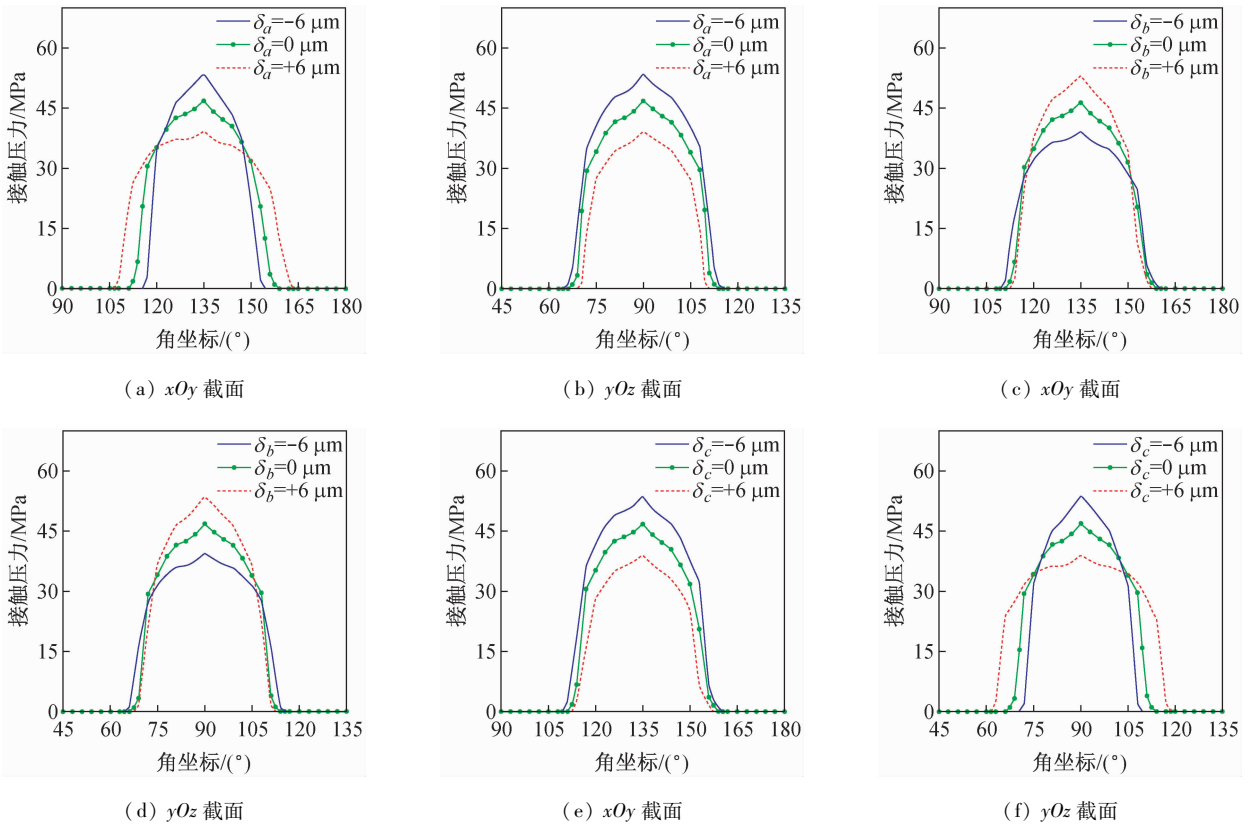 接触压力/MPa
60
45
30
15
0
δa=−6 μm
δa=0 μm
δa=+6 μm
90 105 120 135 150 165 180
角坐标/(°)
(a) xOy 截面
接触压力/MPa
60
45
30
15
0
δa=−6 μm
δa=0 μm
δa=+6 μm
45 60 75 90 105 120 135
角坐标/(°)
(b) yOz 截面
接触压力/MPa
60
45
30
15
0
δb=−6 μm
δb=0 μm
δb=+6 μm
90 105 120 135 150 165 180
角坐标/(°)
(c) xOy 截面
接触压力/MPa
60
45
30
15
0
δb=−6 μm
δb=0 μm
δb=+6 μm
45 60 75 90 105 120 135
角坐标/(°)
(d) yOz 截面
接触压力/MPa
60
45
30
15
0
δc=−6 μm
δc=0 μm
δc=+6 μm
90 105 120 135 150 165 180
角坐标/(°)
(e) xOy 截面
接触压力/MPa
60
45
30
15
0
δc=−6 μm
δc=0 μm
δc=+6 μm
45 60 75 90 105 120 135
角坐标/(°)
(f) yOz 截面